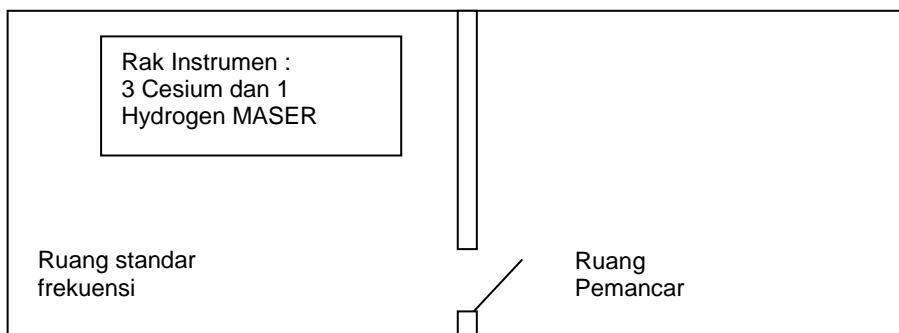 Rak Instrumen :
3 Cesium dan 1
Hydrogen MASER
Ruang standar
frekuensi
Ruang
Pemancar